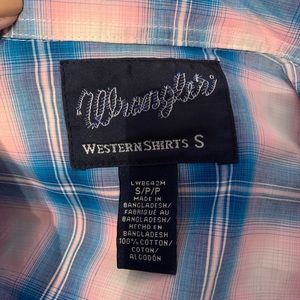 Wrangler
WESTERN SHIRTS S
LW8642M
S/P/P
MADE IN
BANGLADESH/
FABRIQUÉ AU
BANGLADESH/
HECHO EN
BANGLADESH
100% COTTON/
COTON/
ALGODÓN